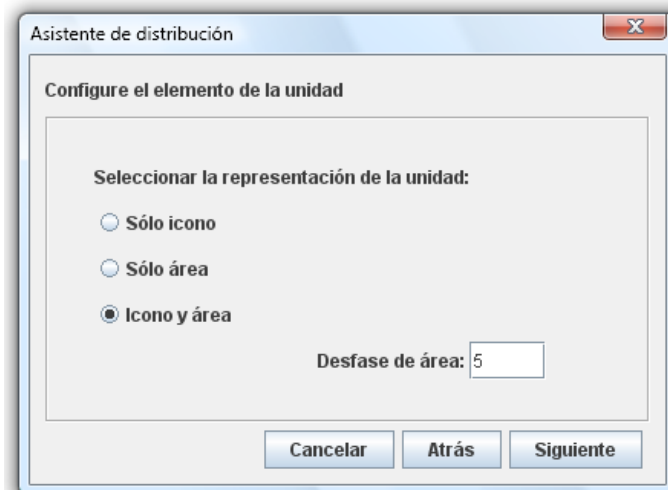 Asistente de distribución
Configure el elemento de la unidad
Seleccionar la representación de la unidad:
Sólo icono
Sólo área
Icono y área
Desfase de área: 5
Cancelar Atrás Siguiente